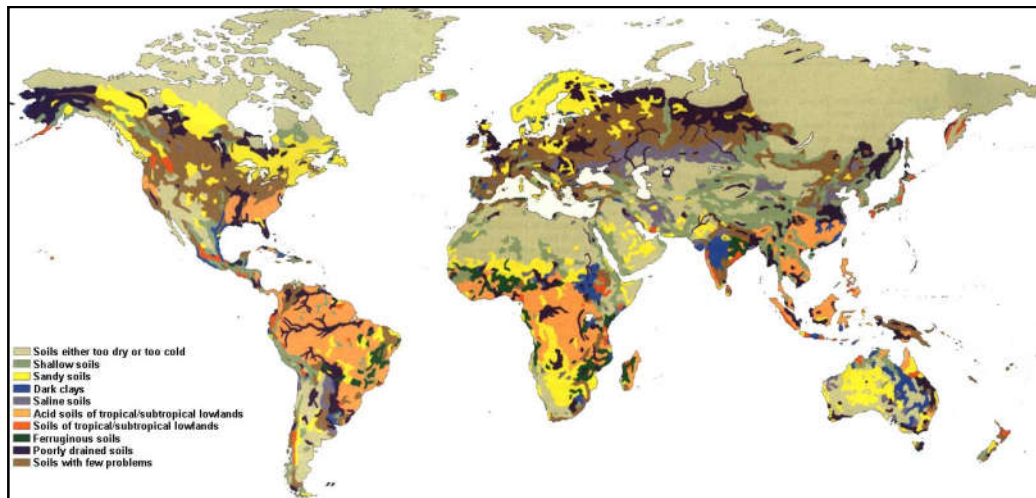 Soils either too dry or too cold
Shallow soils
Sandy soils
Dark clays
Saline soils
Acid soils of tropical/subtropical lowlands
Soils of tropical/subtropical lowlands
Ferruginous soils
Poorly drained soils
Soils with few problems